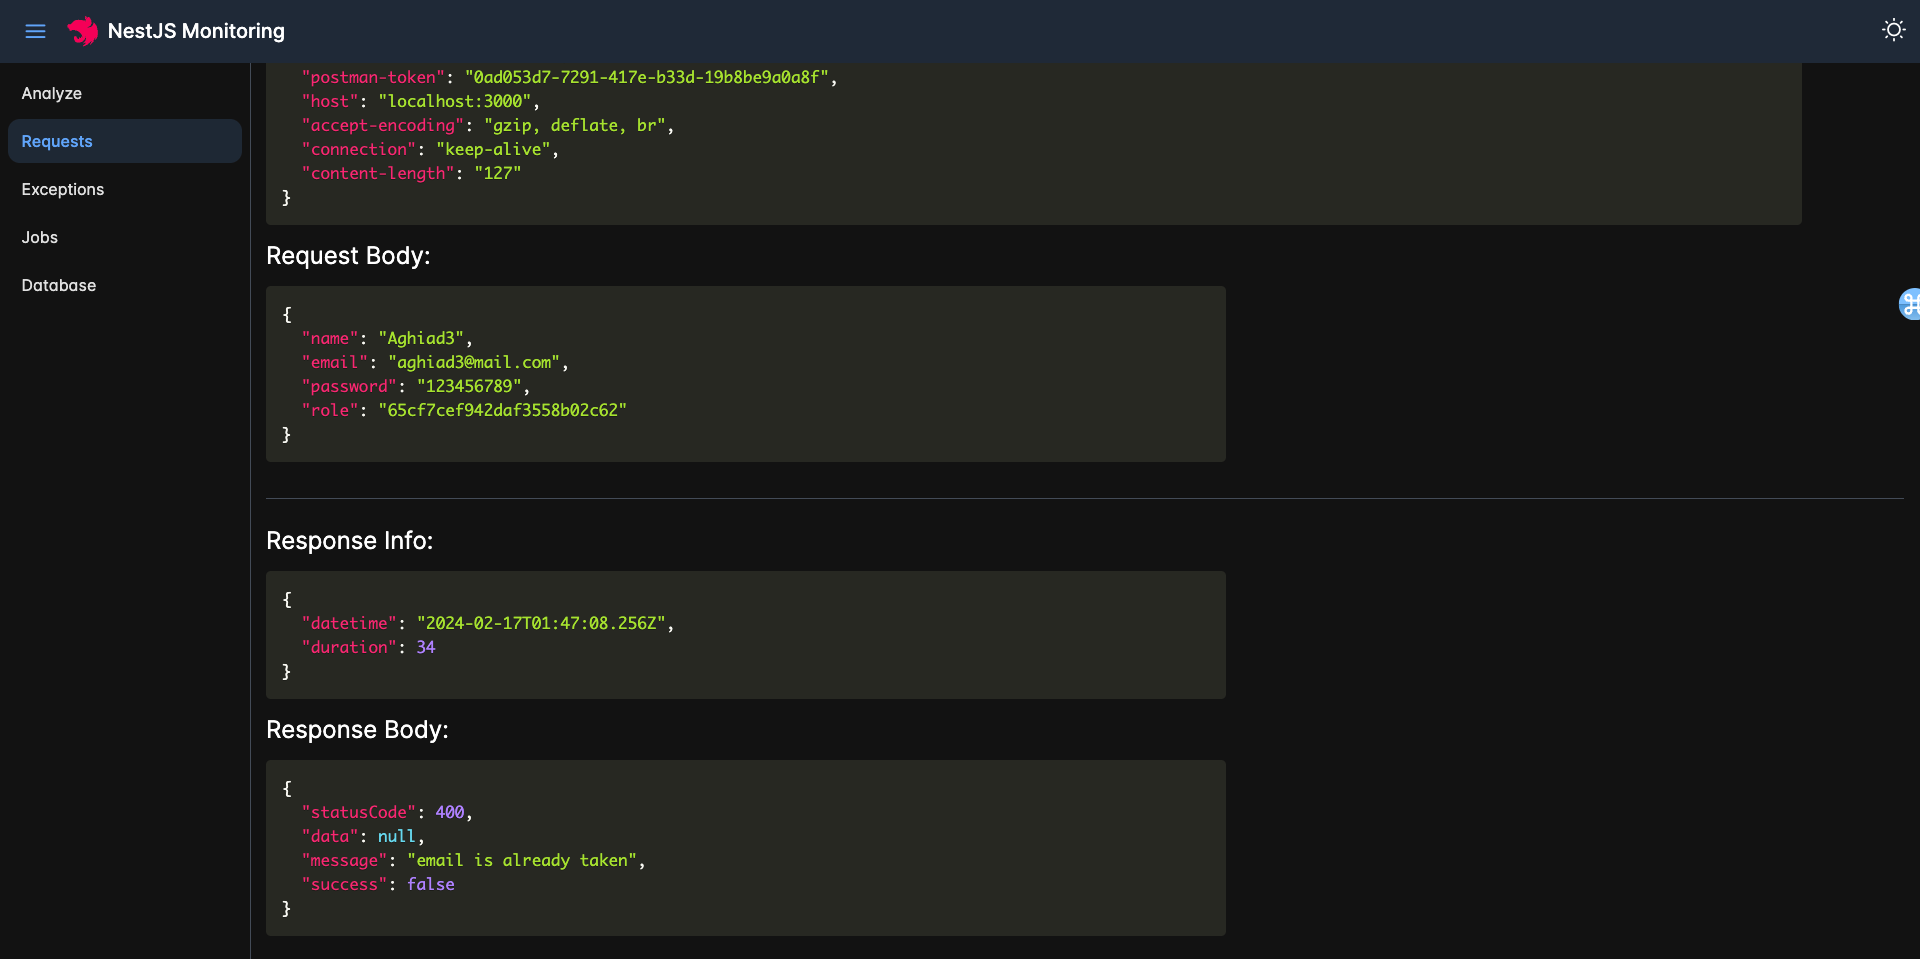 NestJS Monitoring
Analyze
Requests
Exceptions
Jobs
Database
"postman-token": "0ad053d7-7291-417e-b33d-19b8be9a0a8f",
"host": "localhost:3000",
"accept-encoding": "gzip, deflate, br",
"connection": "keep-alive",
"content-length": "127"
}
Request Body:
{
"name": "Aghiad3",
"email": "aghiad3@mail.com",
"password": "123456789",
"role": "65cf7cef942daf3558b02c62"
}
Response Info:
{
"datetime": "2024-02-17T01:47:08.256Z",
"duration": 34
}
Response Body:
{
"statusCode": 400,
"data": null,
"message": "email is already taken",
"success": false
}